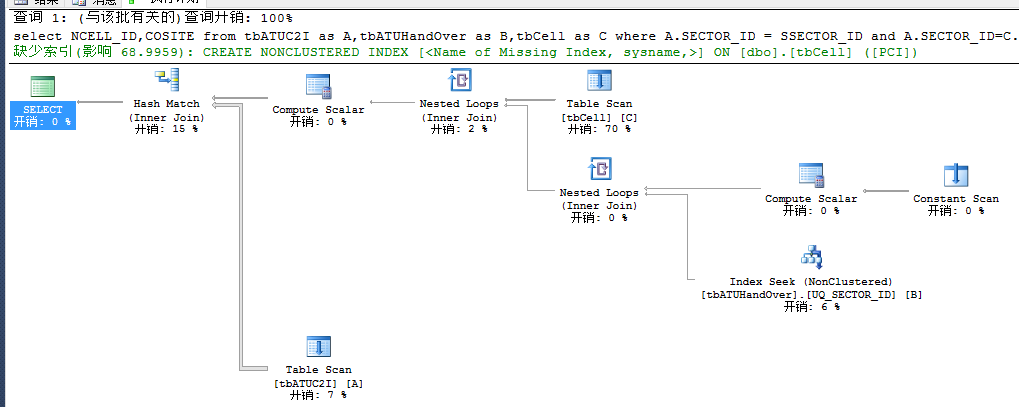 消息
查询 1: (与该批有关的)查询开销: 100%
select NCELL_ID,COSITE from tbATUC2I as A,tbATUHandOver as B,tbCell as C where A.SECTOR_ID = SSECTOR_ID and A.SECTOR_ID=C.
缺少索引(影响 68.9959): CREATE NONCLUSTERED INDEX [<Name of Missing Index, sysname,>] ON [dbo].[tbCell] ([PCI])
SELECT
开销: 0 %
Hash Match
(Inner Join)
开销: 15 %
Compute Scalar
开销: 0 %
Nested Loops
(Inner Join)
开销: 2 %
Table Scan
[tbCell] [C]
开销: 70 %
Nested Loops
(Inner Join)
开销: 0 %
Compute Scalar
开销: 0 %
Constant Scan
开销: 0 %
Index Seek (NonClustered)
[tbATUHandOver].[UQ_SECTOR_ID] [B]
开销: 6 %
Table Scan
[tbATUC2I] [A]
开销: 7 %